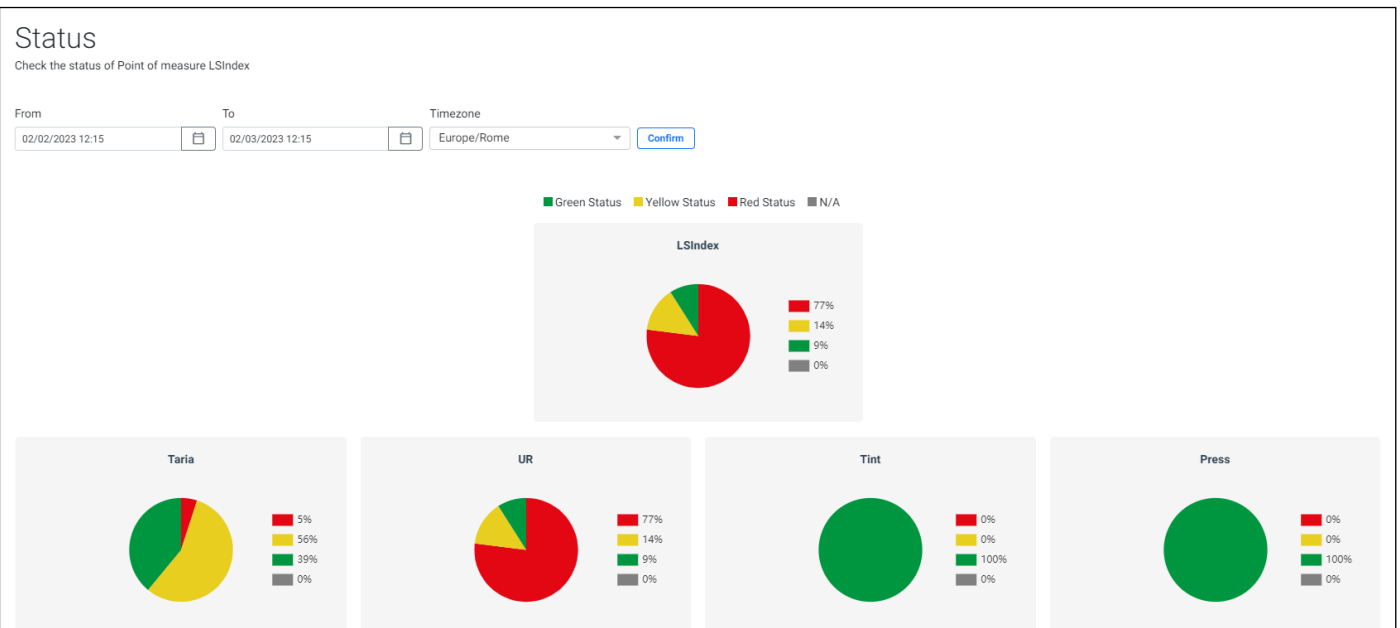 Status
Check the status of Point of measure LSIndex
From To Timezone
02/02/2023 12:15 02/03/2023 12:15 Europe/Rome Confirm
Green Status Yellow Status Red Status N/A
LSIndex
77%
14%
9%
0%
Taria
5%
56%
39%
0%
UR
77%
14%
9%
0%
Tint
0%
0%
100%
0%
Press
0%
0%
100%
0%